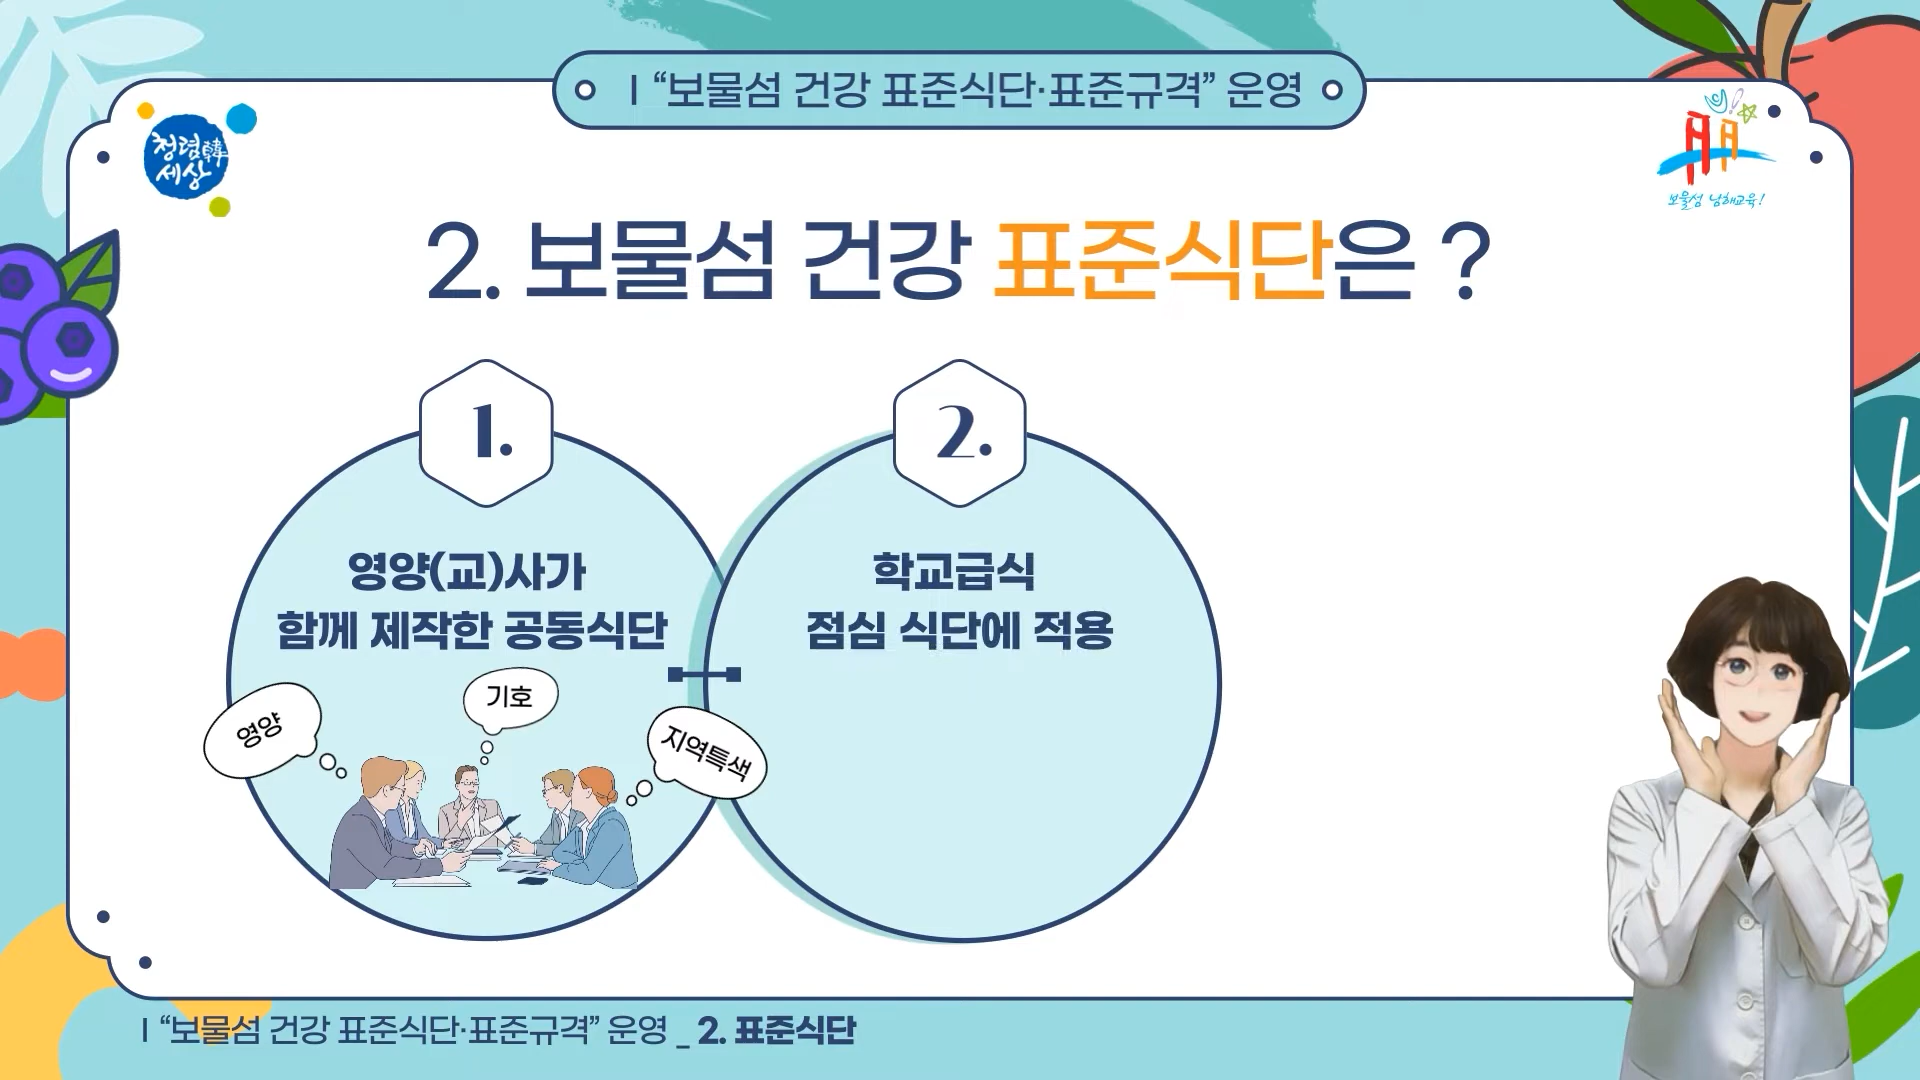 Ⅰ “보물섬 건강 표준식단·표준규격” 운영
청렴韓
세상
보물섬 남해교육!
2. 보물섬 건강 표준식단은 ?
1.
영양(교)사가
함께 제작한 공동식단
영양
기호
지역특색
2.
학교급식
점심 식단에 적용
Ⅰ “보물섬 건강 표준식단·표준규격” 운영 _ 2. 표준식단